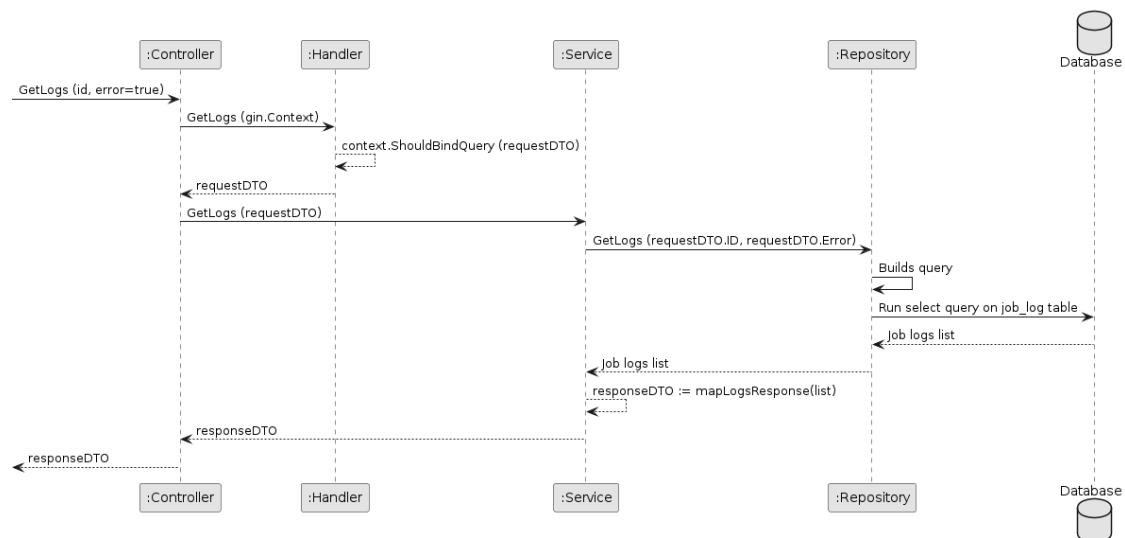 Database
:Controller
:Handler
:Service
:Repository
GetLogs (id, error=true)
GetLogs (gin.Context)
context.ShouldBindQuery (requestDTO)
requestDTO
GetLogs (requestDTO)
GetLogs (requestDTO.ID, requestDTO.Error)
Builds query
Run select query on job_log table
Job logs list
Job logs list
responseDTO := mapLogsResponse(list)
responseDTO
responseDTO
:Controller
:Handler
:Service
:Repository
Database